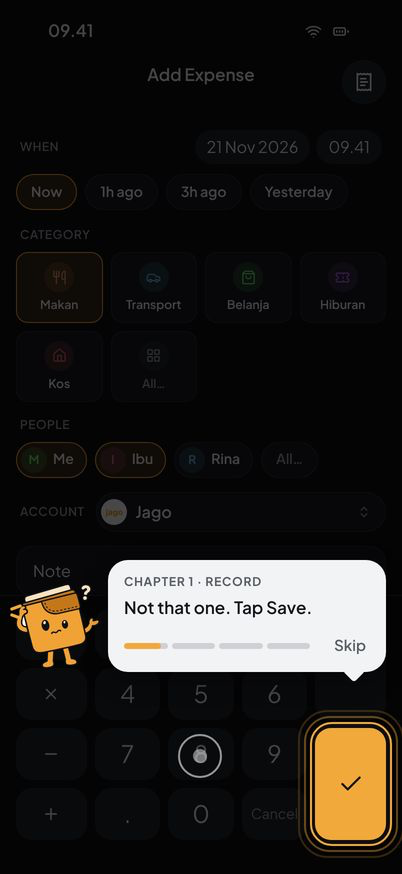 09.41
Add Expense
WHEN
21 Nov 2026
09.41
Now
1h ago
3h ago
Yesterday
CATEGORY
Makan
Transport
Belanja
Hiburan
Kos
All...
PEOPLE
M Me
I Ibu
R Rina
All...
ACCOUNT
jago
Jago
Note
?
CHAPTER 1 · RECORD
Not that one. Tap Save.
Skip
× 4 5 6
− 7 9
+ . 0 Cancel